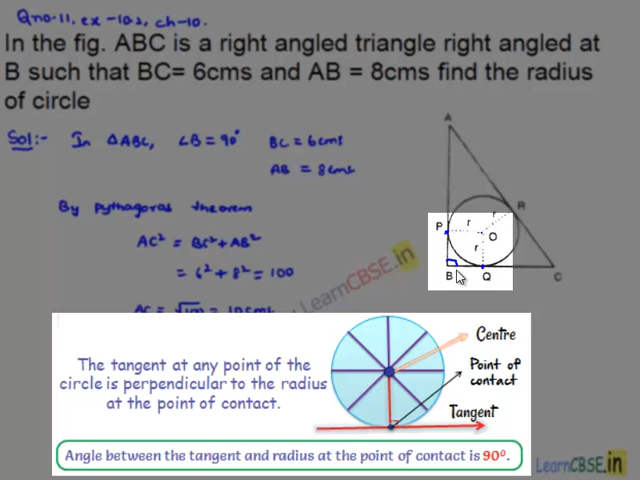 Qno-11, ex-10.2, ch-10.
In the fig. ABC is a right angled triangle right angled at
B such that BC= 6cms and AB = 8cms find the radius
of circle
Sol:- In △ABC, ∠B=90° BC=6cms
AB = 8cms
By pythagoras theorem
AC² = BC²+AB²
= 6²+8² = 100
AC = √100 = 10cms
A
R
P
r
r
O
r
B
Q
C
LearnCBSE.in
The tangent at any point of the
circle is perpendicular to the radius
at the point of contact.
Centre
Point of
contact
Tangent
Angle between the tangent and radius at the point of contact is 90⁰.
LearnCBSE.in